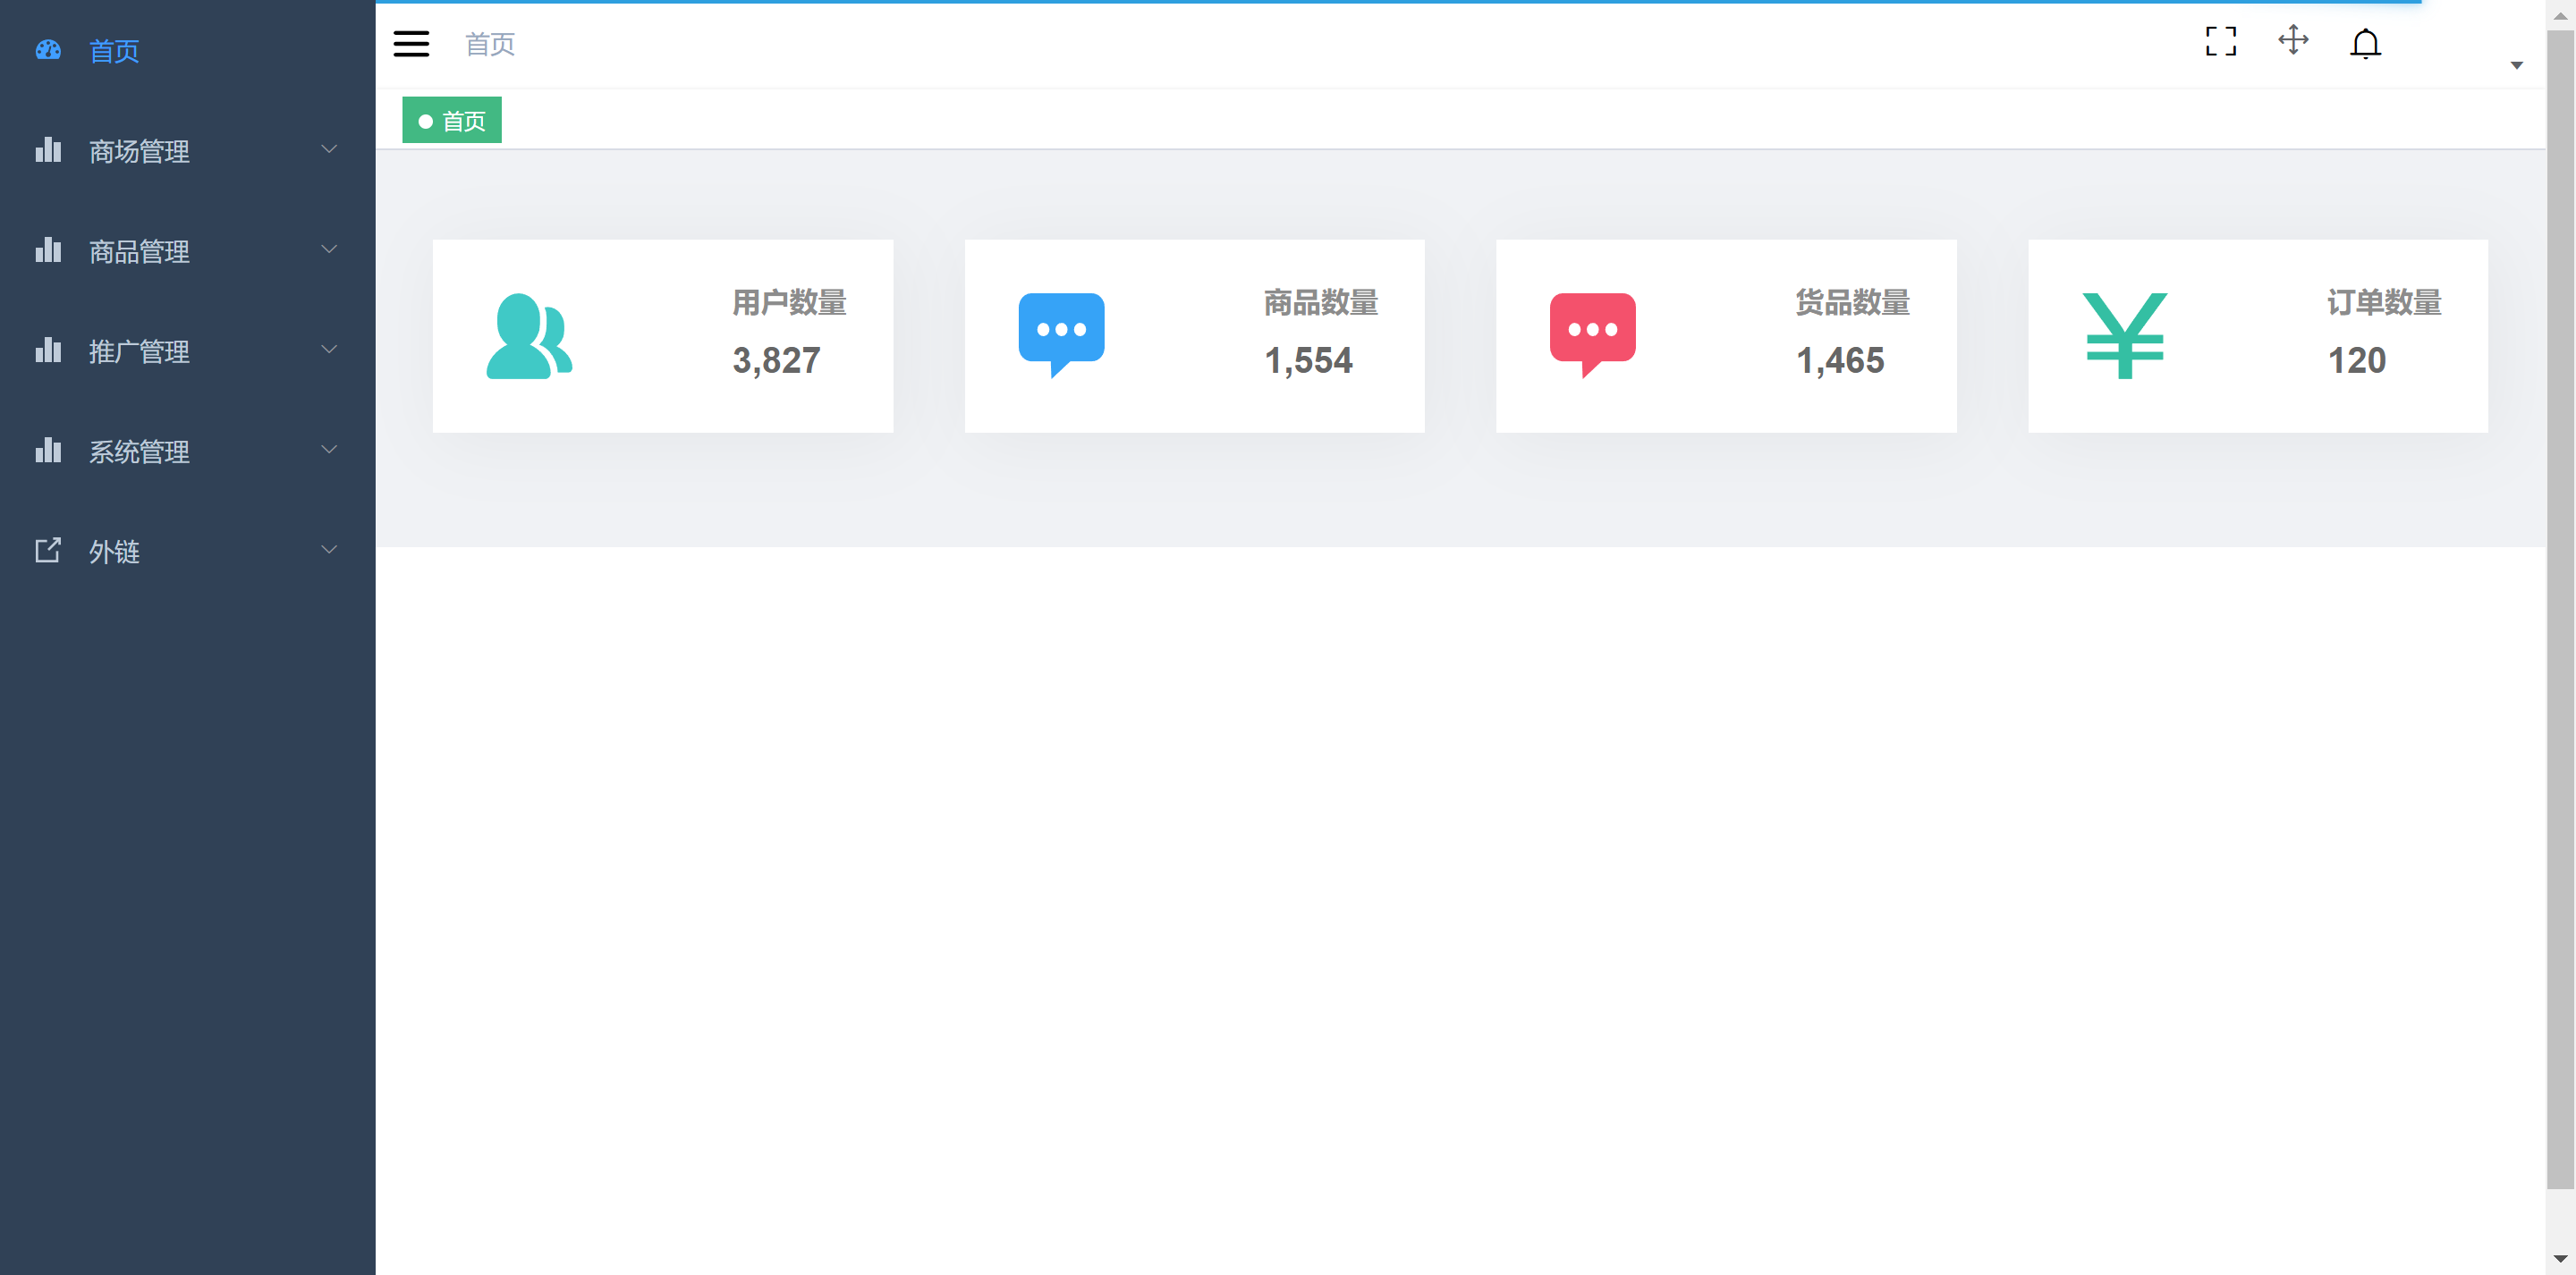 首页
商场管理
商品管理
推广管理
系统管理
外链
首页
首页
用户数量
3,827
商品数量
1,554
货品数量
1,465
订单数量
120